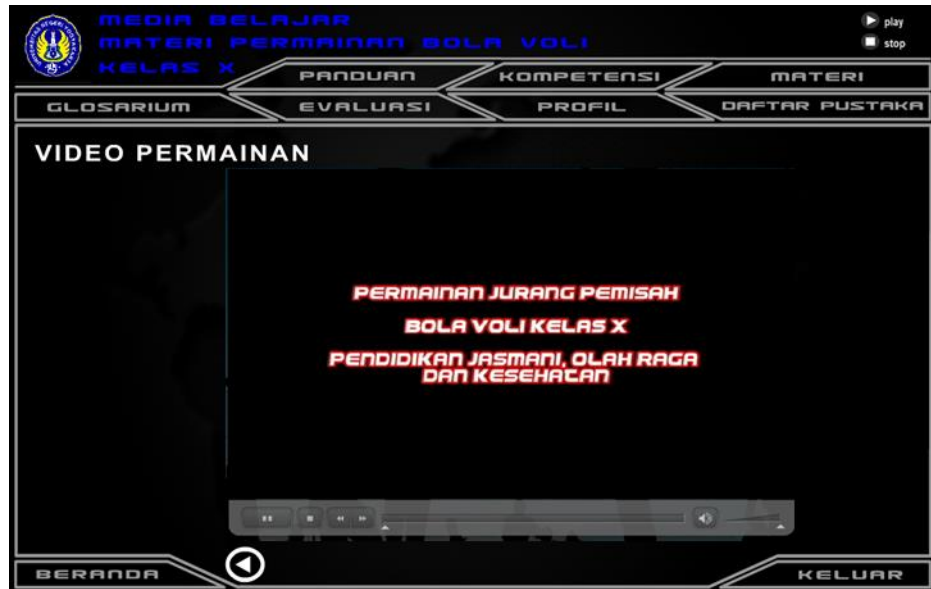 MEDIA BELAJAR
MATERI PERMAINAN BOLA VOLI
KELAS X
play
stop
PANDUAN
KOMPETENSI
MATERI
GLOSARIUM
EVALUASI
PROFIL
DAFTAR PUSTAKA
VIDEO PERMAINAN
PERMAINAN JURANG PEMISAH
BOLA VOLI KELAS X
PENDIDIKAN JASMANI, OLAH RAGA
DAN KESEHATAN
BERANDA
KELUAR